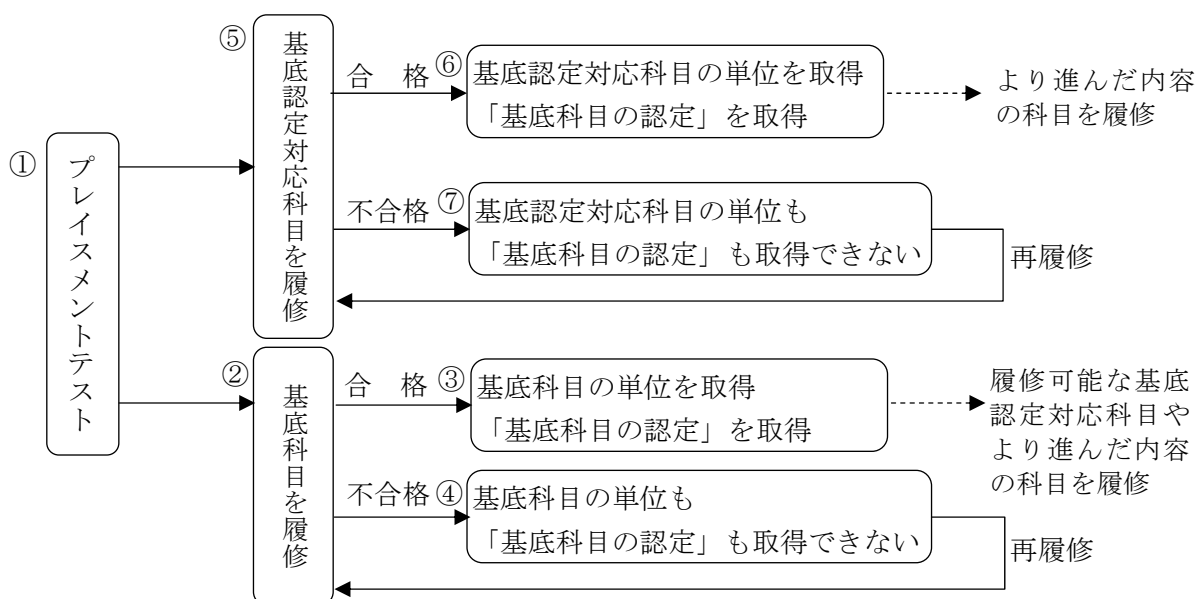 ①
プレイスメントテスト
⑤
基底認定対応科目を履修
合　格
⑥
基底認定対応科目の単位を取得
「基底科目の認定」を取得
より進んだ内容
の科目を履修
不合格
⑦
基底認定対応科目の単位も
「基底科目の認定」も取得できない
再履修
②
基底科目を履修
合　格
③
基底科目の単位を取得
「基底科目の認定」を取得
履修可能な基底
認定対応科目や
より進んだ内容
の科目を履修
不合格
④
基底科目の単位も
「基底科目の認定」も取得できない
再履修